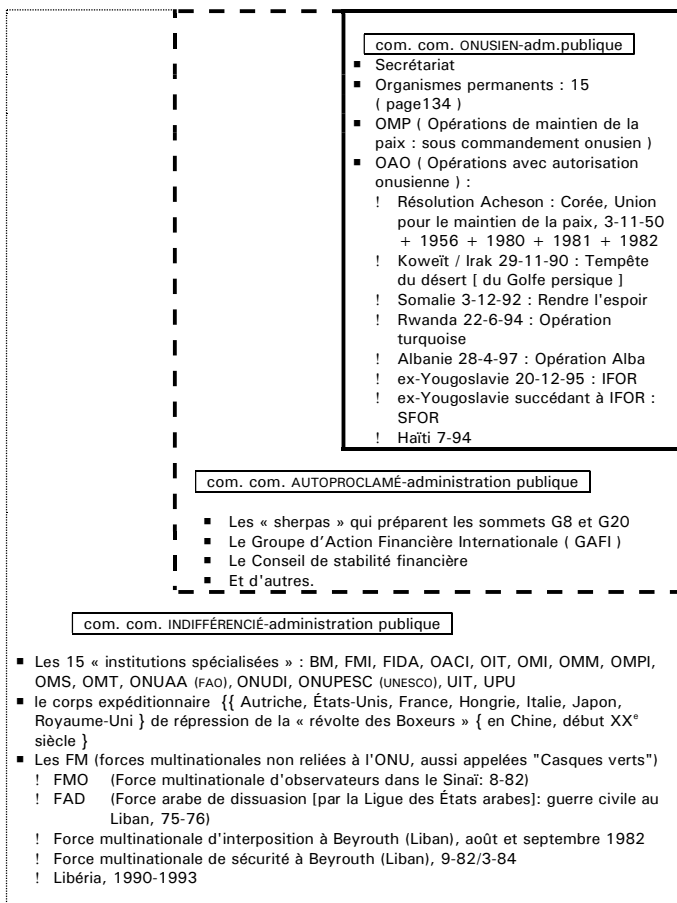 com. com. ONUSIEN-adm.publique
▪ Secrétariat
▪ Organismes permanents : 15
( page134 )
▪ OMP ( Opérations de maintien de la
paix : sous commandement onusien )
▪ OAO ( Opérations avec autorisation
onusienne ) :
! Résolution Acheson : Corée, Union
pour le maintien de la paix, 3-11-50
+ 1956 + 1980 + 1981 + 1982
! Koweït / Irak 29-11-90 : Tempête
du désert [ du Golfe persique ]
! Somalie 3-12-92 : Rendre l'espoir
! Rwanda 22-6-94 : Opération
turquoise
! Albanie 28-4-97 : Opération Alba
! ex-Yougoslavie 20-12-95 : IFOR
! ex-Yougoslavie succédant à IFOR :
SFOR
! Haïti 7-94
com. com. AUTOPROCLAMÉ-administration publique
▪ Les « sherpas » qui préparent les sommets G8 et G20
▪ Le Groupe d'Action Financière Internationale ( GAFI )
▪ Le Conseil de stabilité financière
▪ Et d'autres.
com. com. INDIFFÉRENCIÉ-administration publique
▪ Les 15 « institutions spécialisées » : BM, FMI, FIDA, OACI, OIT, OMI, OMM, OMPI,
OMS, OMT, ONUAA (FAO), ONUDI, ONUPESC (UNESCO), UIT, UPU
▪ le corps expéditionnaire {{ Autriche, États-Unis, France, Hongrie, Italie, Japon,
Royaume-Uni } de répression de la « révolte des Boxeurs » { en Chine, début XXe
siècle }
▪ Les FM (forces multinationales non reliées à l'ONU, aussi appelées "Casques verts")
! FMO (Force multinationale d'observateurs dans le Sinaï: 8-82)
! FAD (Force arabe de dissuasion [par la Ligue des États arabes]: guerre civile au
Liban, 75-76)
! Force multinationale d'interposition à Beyrouth (Liban), août et septembre 1982
! Force multinationale de sécurité à Beyrouth (Liban), 9-82/3-84
! Libéria, 1990-1993